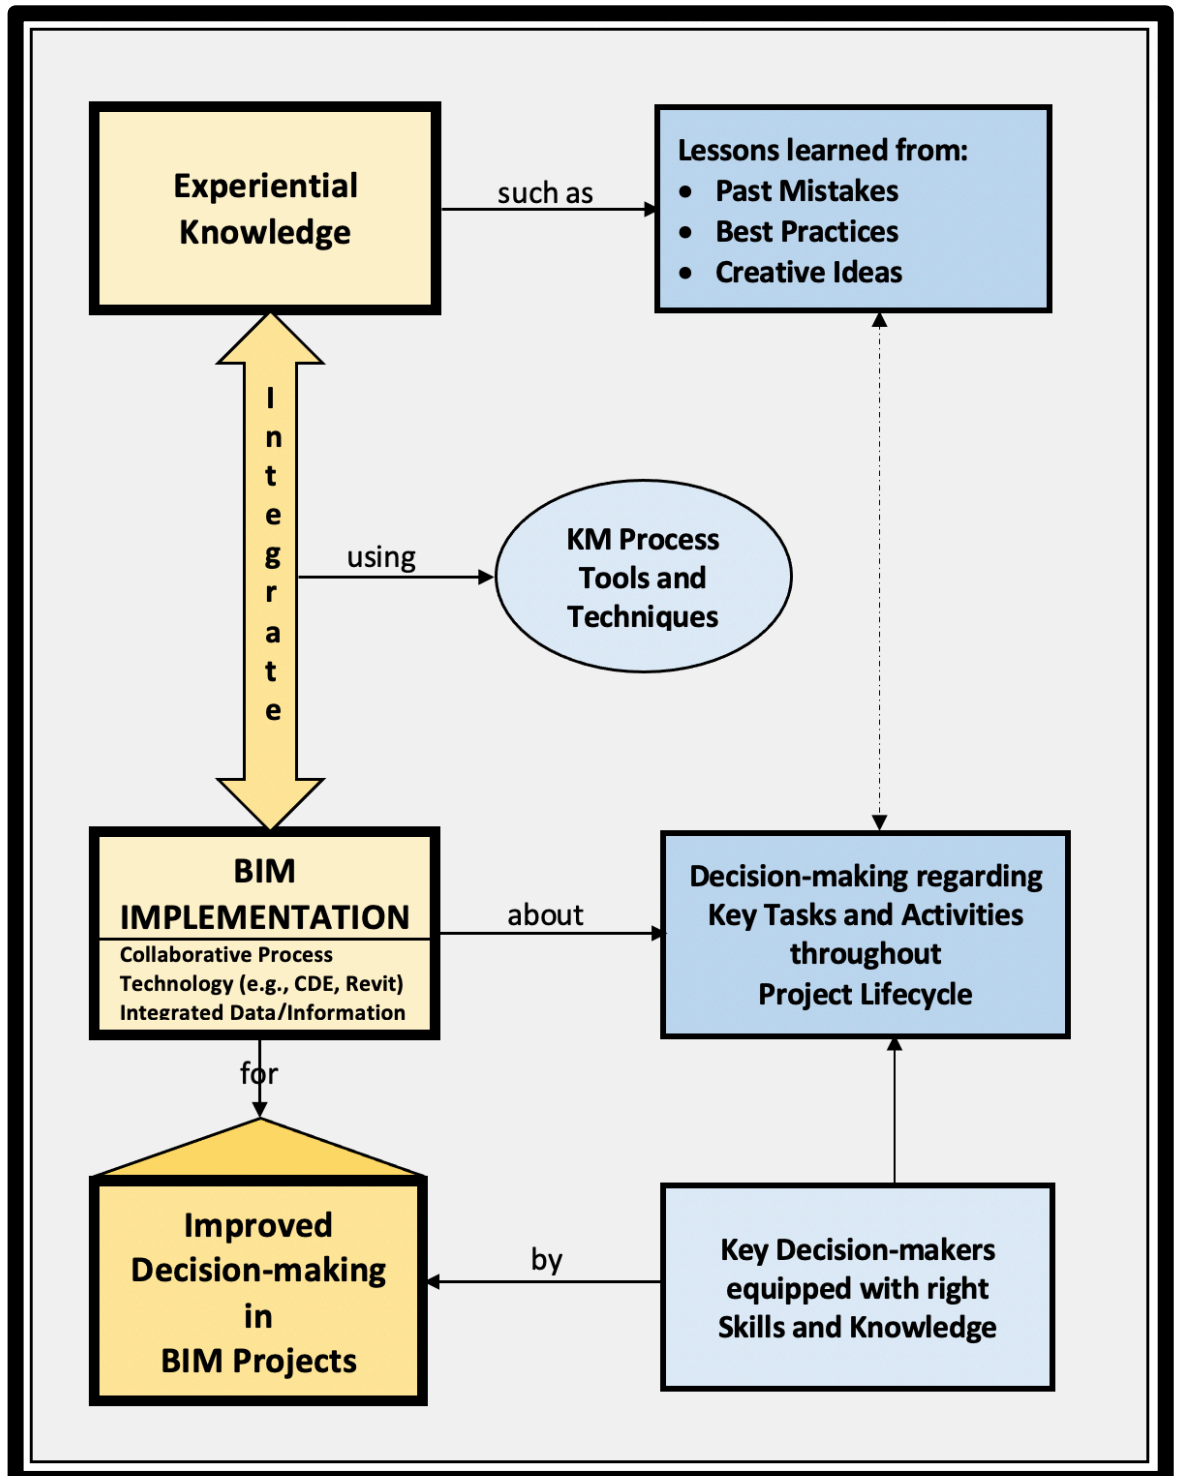 Experiential
Knowledge
such as
Lessons learned from:
• Past Mistakes
• Best Practices
• Creative Ideas
Integrate
using
KM Process
Tools and
Techniques
BIM
IMPLEMENTATION
Collaborative Process
Technology (e.g., CDE, Revit)
Integrated Data/Information
about
Decision-making regarding
Key Tasks and Activities
throughout
Project Lifecycle
for
Improved
Decision-making
in
BIM Projects
by
Key Decision-makers
equipped with right
Skills and Knowledge